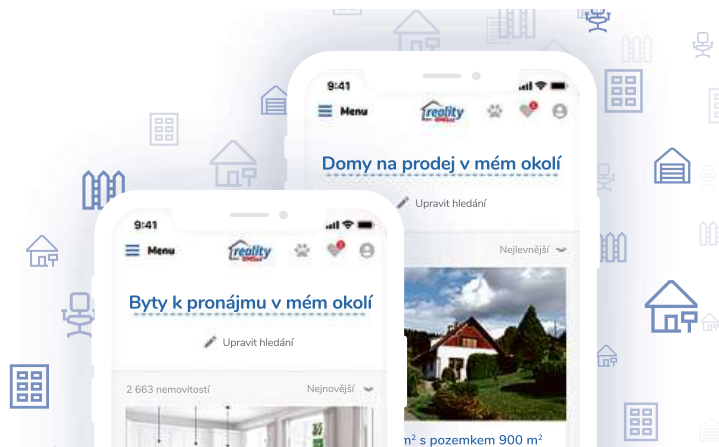 9:41
Menu
reality
Domy na prodej v mém okolí
Upravit hledání
Nejlevnější
m² s pozemkem 900 m²
9:41
Menu
reality
Byty k pronájmu v mém okolí
Upravit hledání
2 663 nemovitostí
Nejnovější